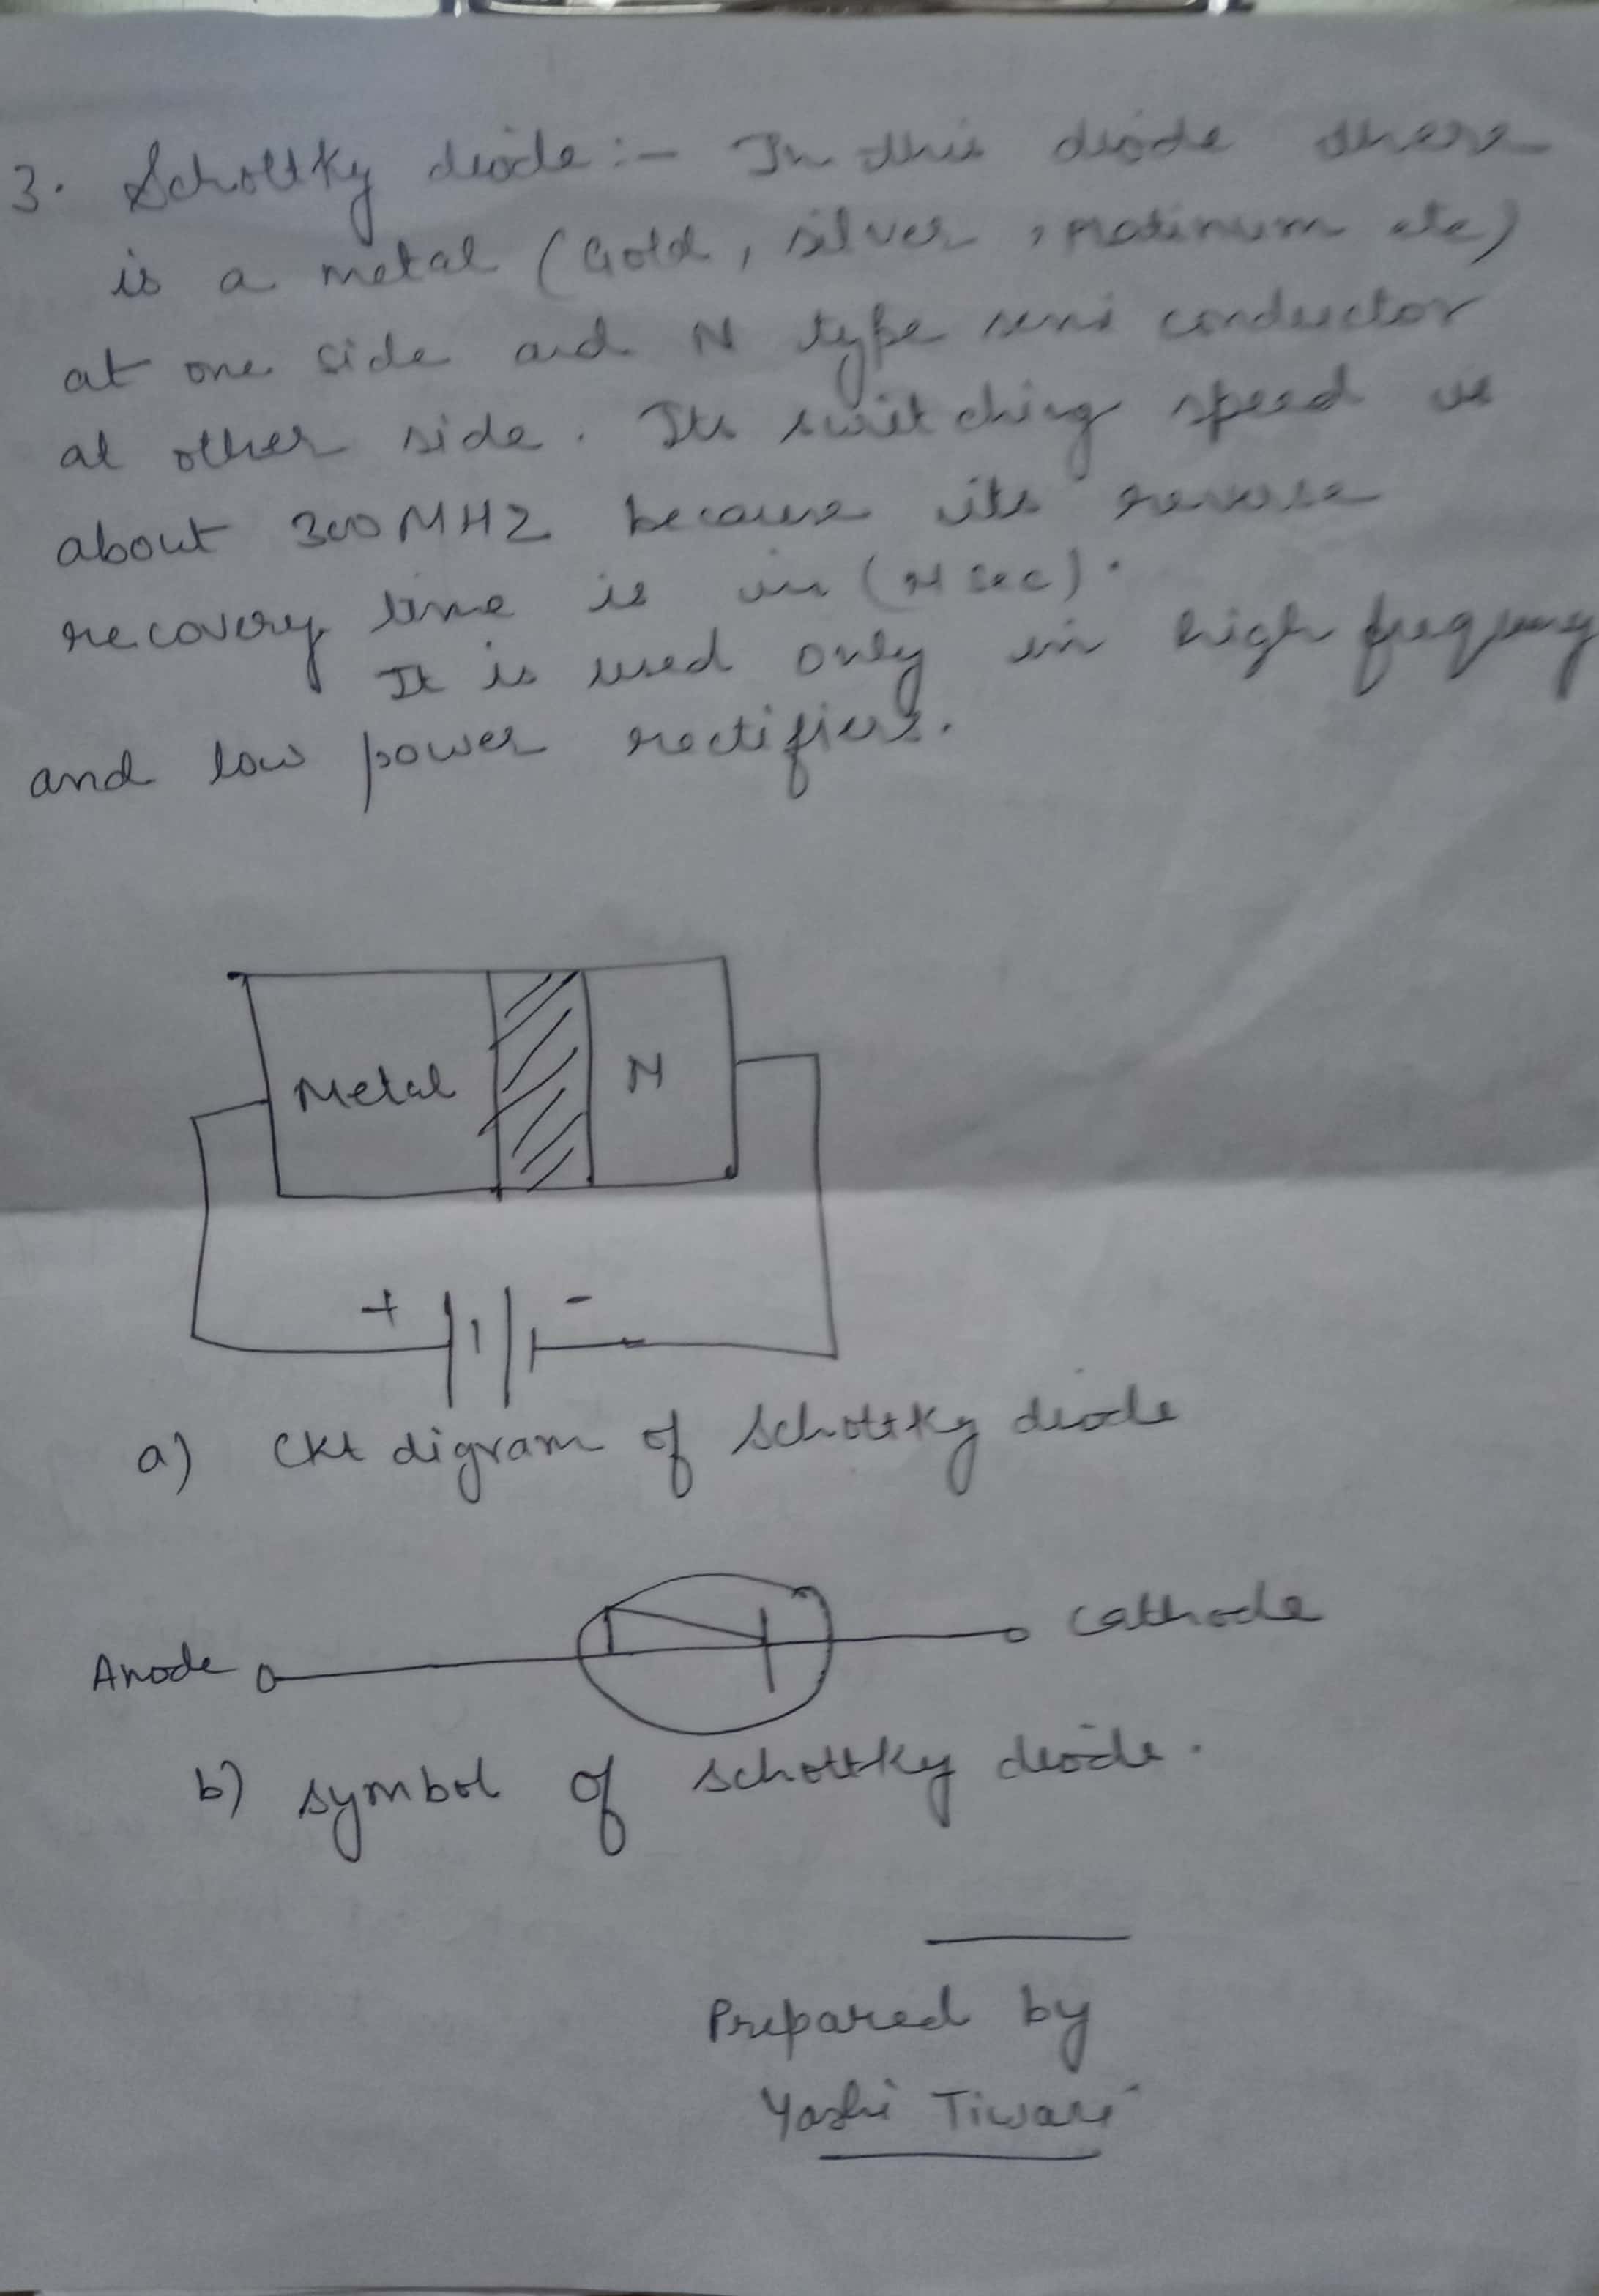 3. Schottky diode :- In this diode there
is a metal (Gold, silver, platinum etc)
at one side and N type semi conductor
at other side. Its switching speed is
about 300 MHZ because its reverse
recovery time is in (N sec).
It is used only in high frequency
and low power rectifiers.
Metal N
+ -
a) Ckt digram of schottky diode
Anode Cathode
b) symbol of schottky diode.
Prepared by
Yashi Tiwari